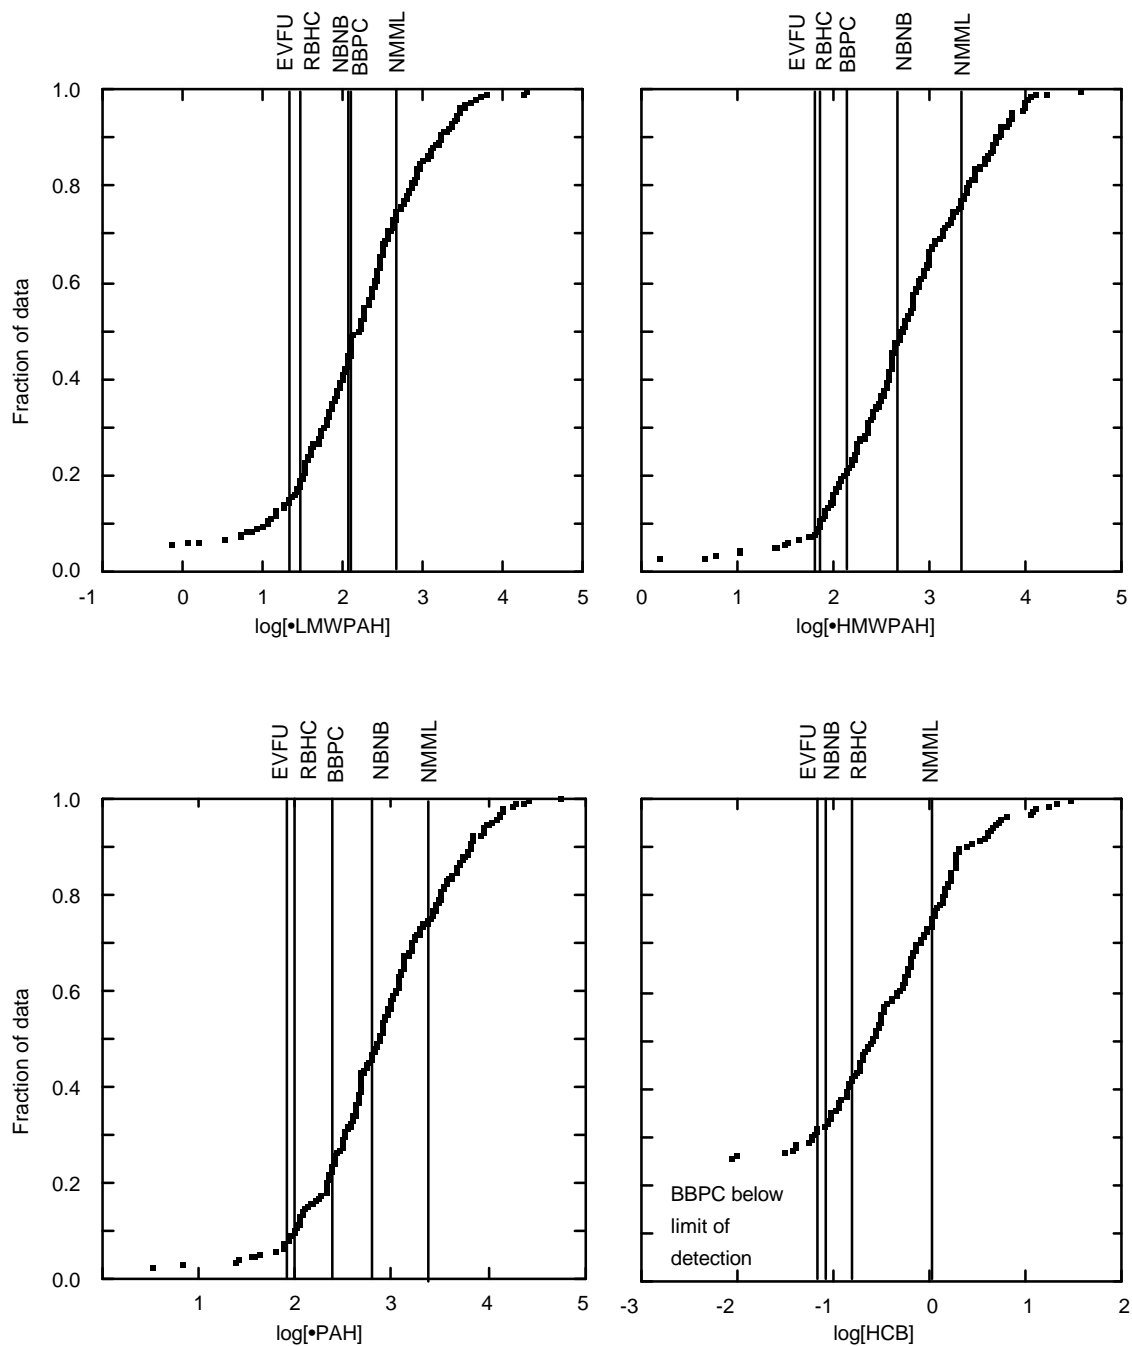 EVFU
RBHC
NBNB
BBPC
NMML
EVFU
RBHC
BBPC
NBNB
NMML
1.0
0.8
0.6
0.4
0.2
0.0
Fraction of data
-1 0 1 2 3 4 5
log[•LMWPAH]
0 1 2 3 4 5
log[•HMWPAH]
EVFU
RBHC
BBPC
NBNB
NMML
EVFU
NBNB
RBHC
NMML
1.0
0.8
0.6
0.4
0.2
0.0
Fraction of data
1 2 3 4 5
log[•PAH]
BBPC below
limit of
detection
-3 -2 -1 0 1 2
log[HCB]